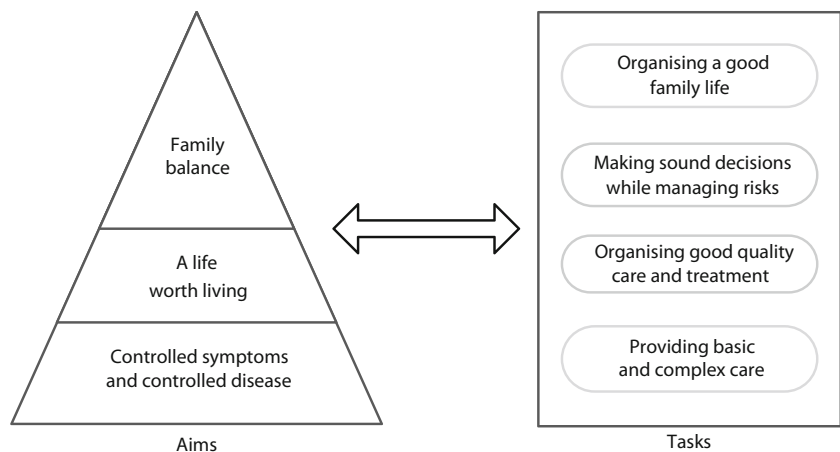 Family
balance
A life
worth living
Controlled symptoms
and controlled disease
Aims
Organising a good
family life
Making sound decisions
while managing risks
Organising good quality
care and treatment
Providing basic
and complex care
Tasks